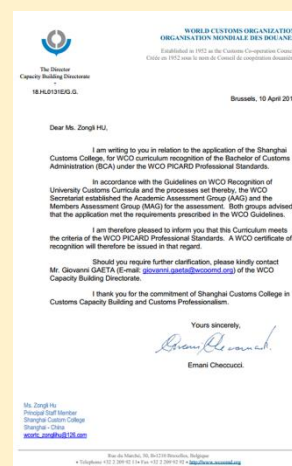 WORLD CUSTOMS ORGANIZATION
ORGANISATION MONDIALE DES DOUANES
Established in 1952 as the Customs Co-operation Council
Créée en 1952 sous le nom de Conseil de coopération douanière
The Director
Capacity Building Directorate
18.HL0131E/G.G.
Brussels, 10 April 201
Dear Ms. Zongli HU,
I am writing to you in relation to the application of the Shanghai
Customs College, for WCO curriculum recognition of the Bachelor of Customs
Administration (BCA) under the WCO PICARD Professional Standards.
In accordance with the Guidelines on WCO Recognition of
University Customs Curricula and the processes set thereby, the WCO
Secretariat established the Academic Assessment Group (AAG) and the
Members Assessment Group (MAG) for the assessment. Both groups advised
that the application met the requirements prescribed in the WCO Guidelines.
I am therefore pleased to inform you that this Curriculum meets
the criteria of the WCO PICARD Professional Standards. A WCO certificate of
recognition will therefore be issued in that regard.
Should you require further clarification, please kindly contact
Mr. Giovanni GAETA (E-mail: giovanni.gaeta@wcoomd.org) of the WCO
Capacity Building Directorate.
I thank you for the commitment of Shanghai Customs College in
Customs Capacity Building and Customs Professionalism.
Yours sincerely,
Ernani Checcucci.
Ms. Zongli Hu
Principal Staff Member
Shanghai Custom College
Shanghai - China
Rue du Marché, 30, B-1210 Bruxelles, Belgique